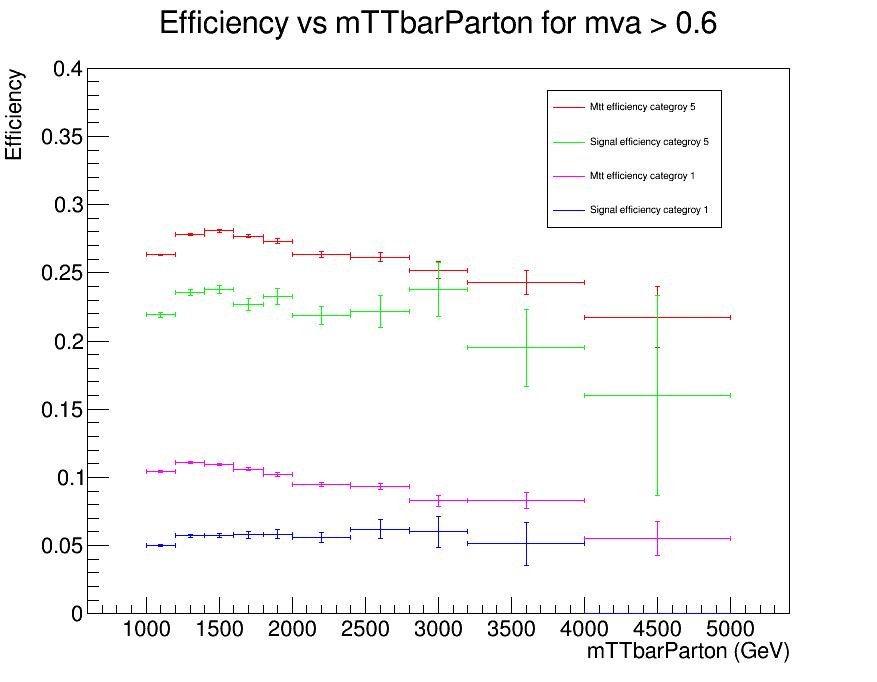 Efficiency vs mTTbarParton for mva > 0.6
Efficiency
0.4
0.35
0.3
0.25
0.2
0.15
0.1
0.05
0
Mtt efficiency categroy 5
Signal efficiency categroy 5
Mtt efficiency categroy 1
Signal efficiency categroy 1
1000 1500 2000 2500 3000 3500 4000 4500 5000
mTTbarParton (GeV)